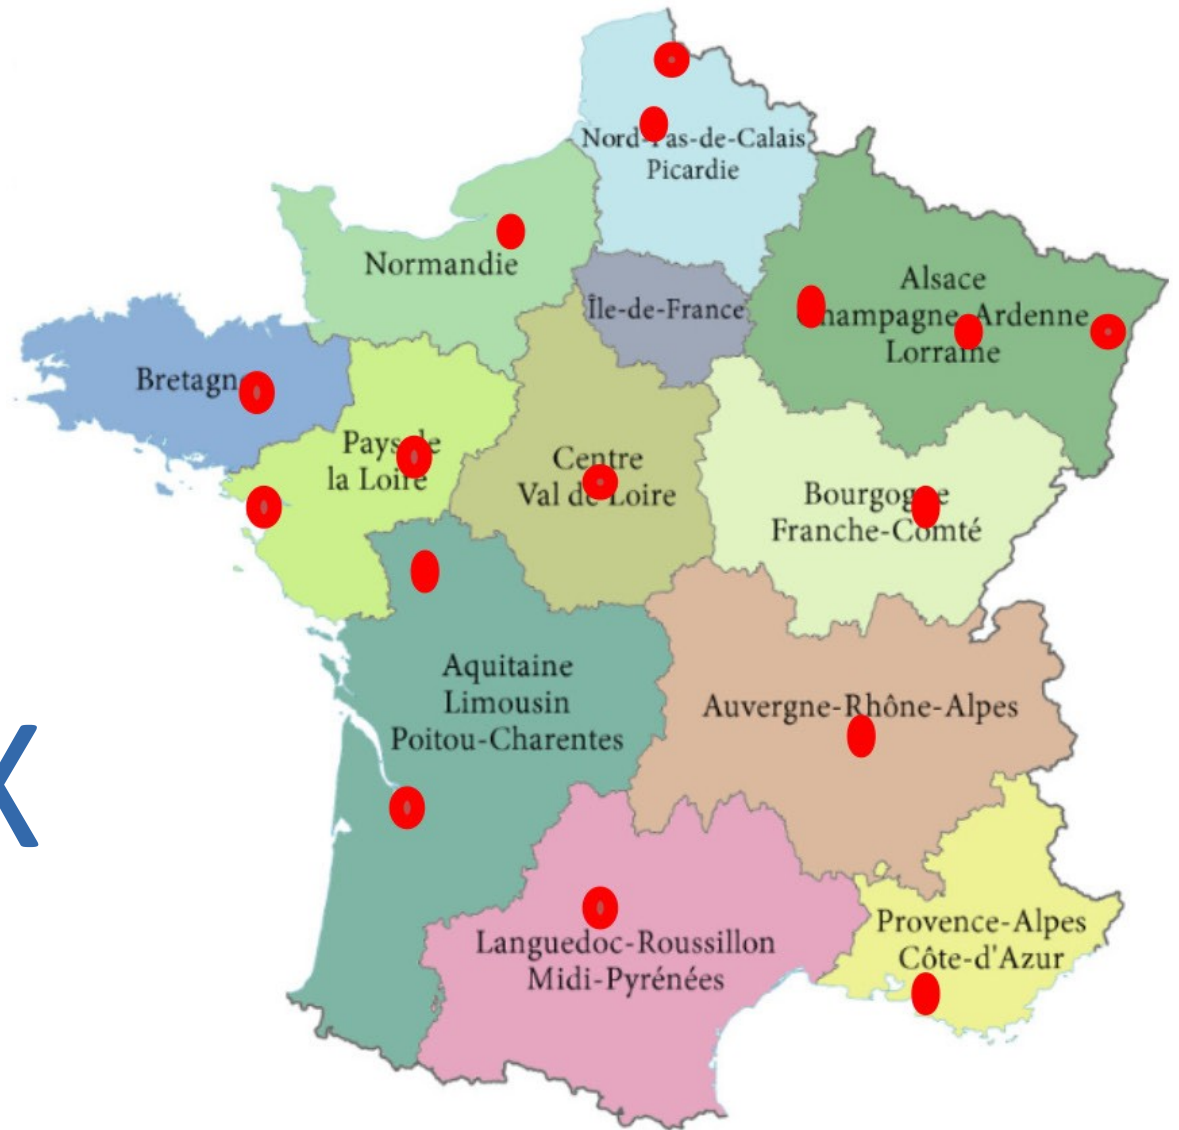 Nord-Pas-de-Calais
Picardie
Normandie
Île-de-France
Alsace
Champagne-Ardenne
Lorraine
Bretagne
Pays de
la Loire
Centre
Val de Loire
Bourgogne
Franche-Comté
Aquitaine
Limousin
Poitou-Charentes
Auvergne-Rhône-Alpes
X
Languedoc-Roussillon
Midi-Pyrénées
Provence-Alpes
Côte-d'Azur